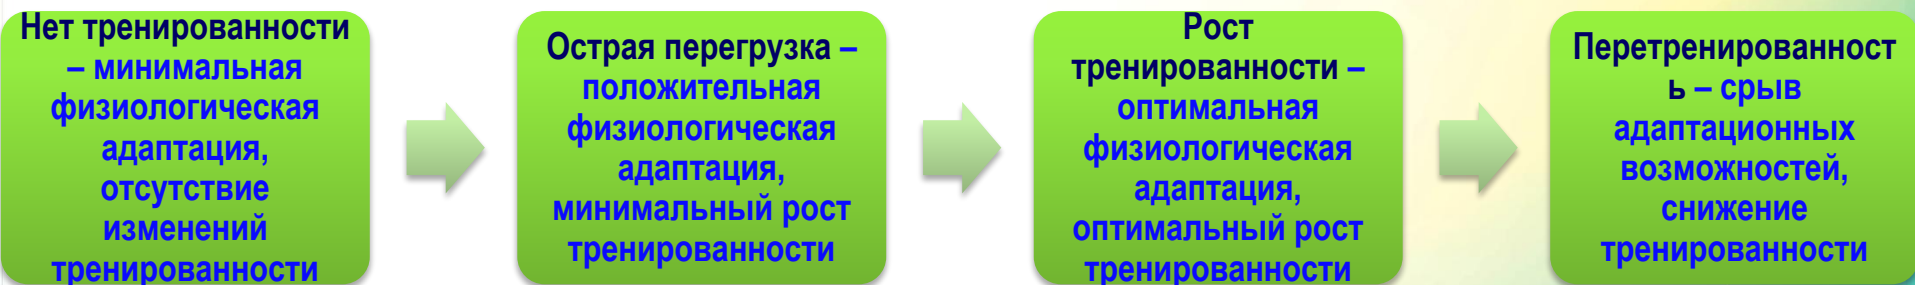 Нет тренированности
– минимальная
физиологическая
адаптация,
отсутствие
изменений
тренированности
Острая перегрузка –
положительная
физиологическая
адаптация,
минимальный рост
тренированности
Рост
тренированности –
оптимальная
физиологическая
адаптация,
оптимальный рост
тренированности
Перетренированност
ь – срыв
адаптационных
возможностей,
снижение
тренированности